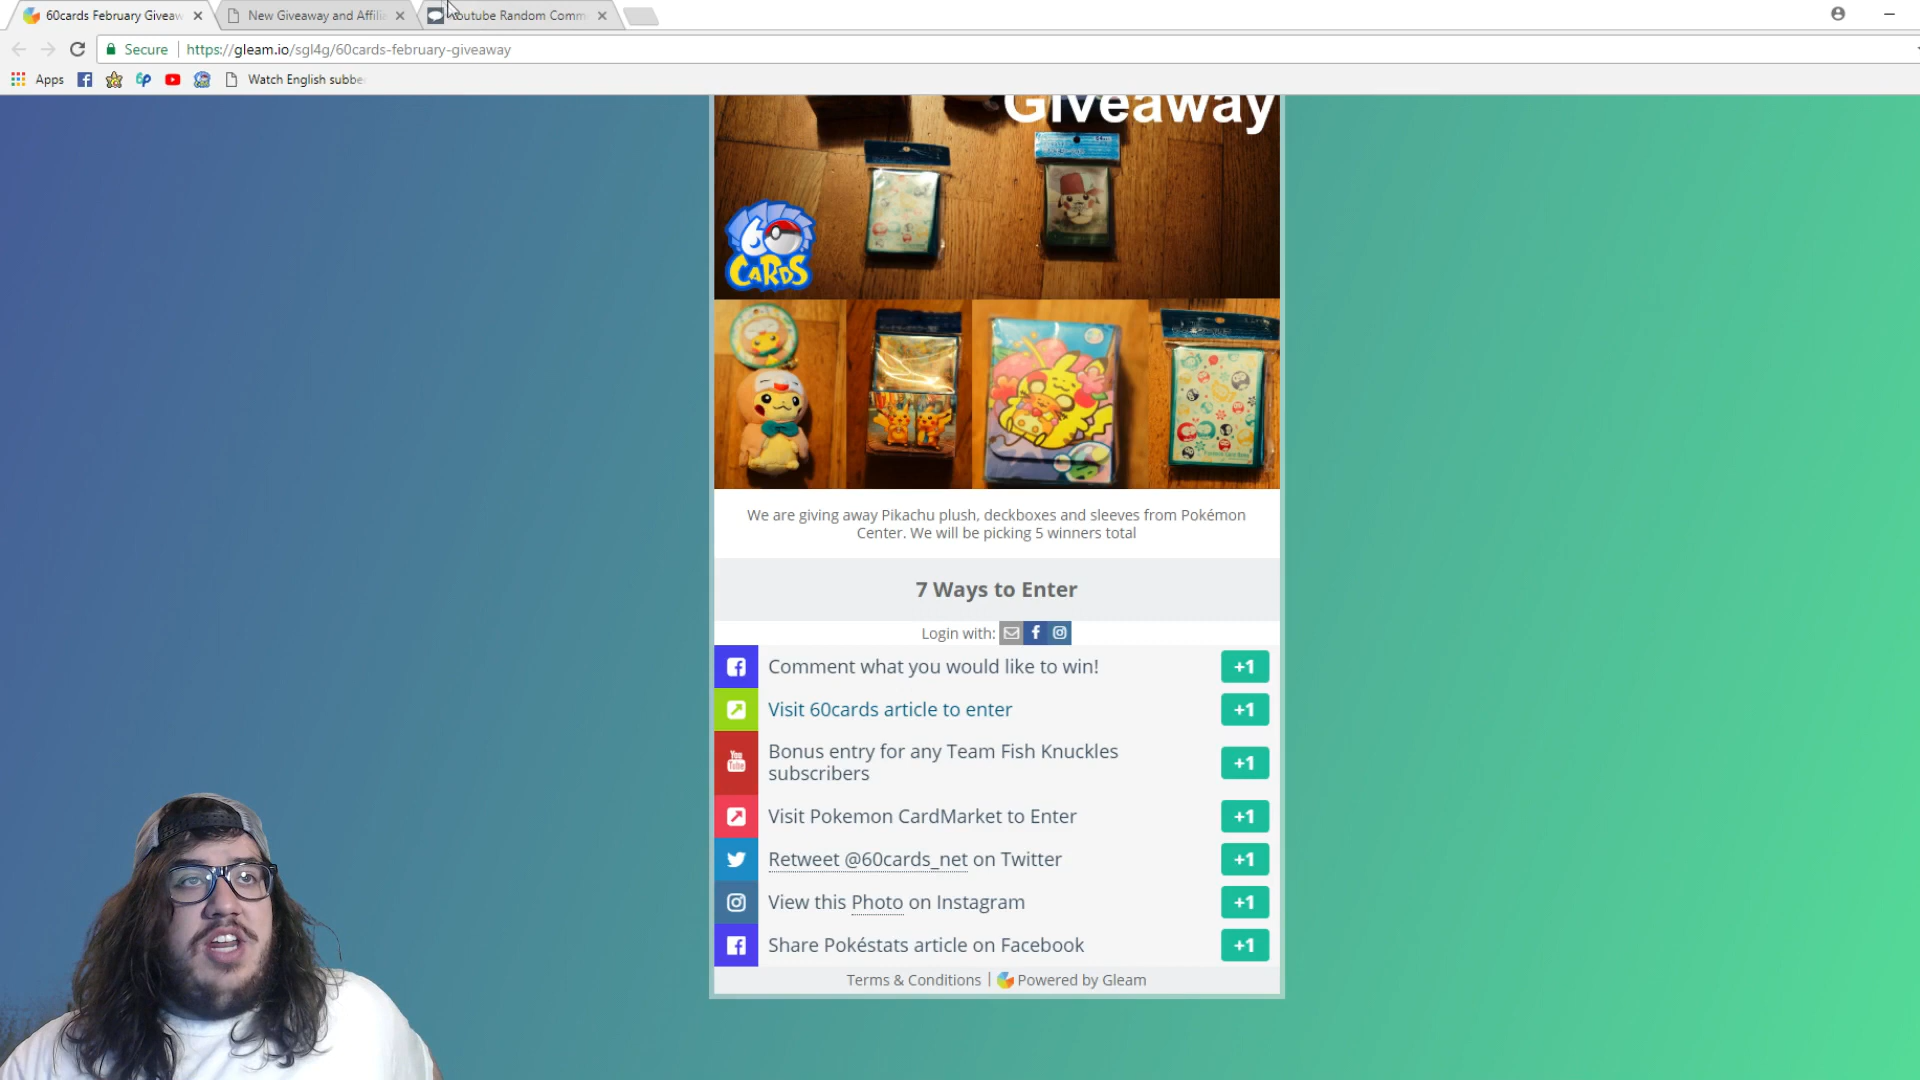 60cards February Giveaw
New Giveaway and Affili
Youtube Random Comm
Secure
https://gleam.io/sgl4g/60cards-february-giveaway
Apps
Watch English subbe
Giveaway
60
CARDS
We are giving away Pikachu plush, deckboxes and sleeves from Pokémon
Center. We will be picking 5 winners total
7 Ways to Enter
Login with:
Comment what you would like to win! +1
Visit 60cards article to enter +1
Bonus entry for any Team Fish Knuckles
subscribers +1
Visit Pokemon CardMarket to Enter +1
Retweet @60cards_net on Twitter +1
View this Photo on Instagram +1
Share Pokéstats article on Facebook +1
Terms & Conditions | Powered by Gleam